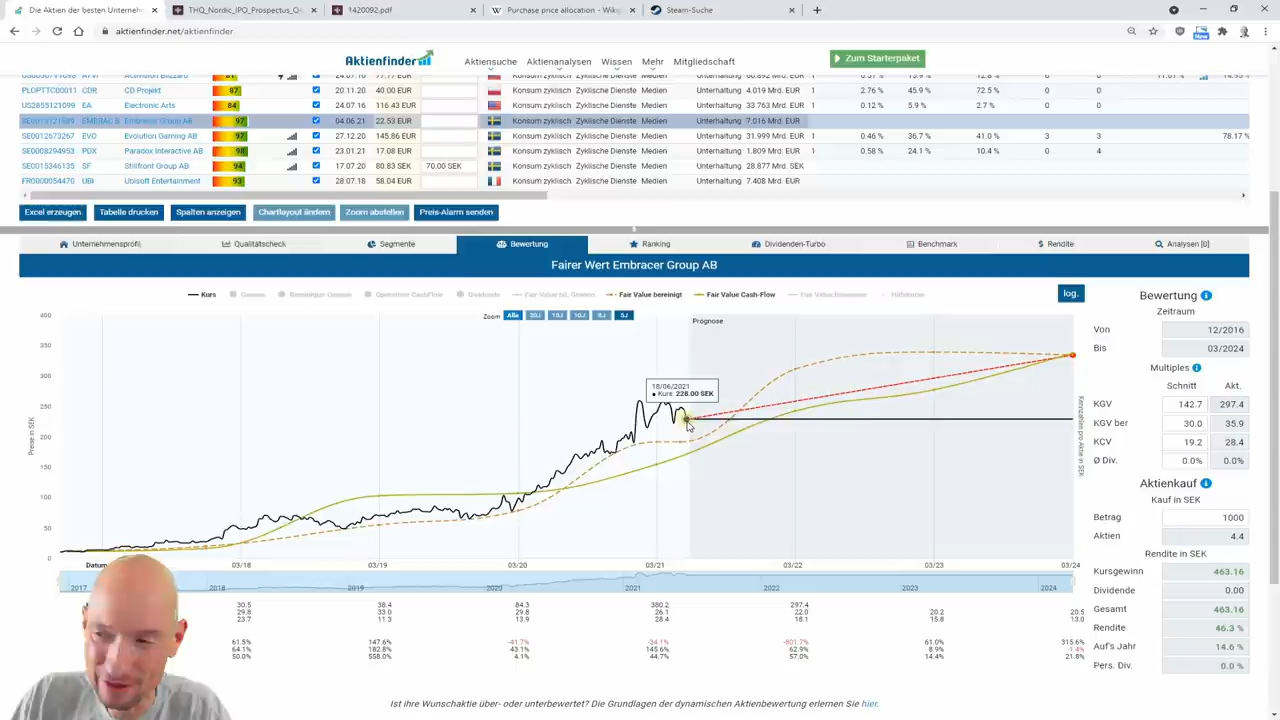 Die Aktien der besten Unterneh
THQ_Nordic_IPO_Prospectus_Q4
1420092.pdf
Purchase price allocation - Wiki
Steam-Suche
aktienfinder.net/aktienfinder
New
Aktienfinder
Aktiensuche Aktienanalysen Wissen Mehr Mitgliedschaft
Zum Starterpaket
PLOPTTC00011 CDR CD Projekt 97 20.11.20 40.00 EUR Konsum zyklisch Zyklische Dienste Medien Unterhaltung 4.019 Mrd. EUR 1 2.76 % 45.9 % 72.5 % 0 0
US2855121099 EA Electronic Arts 84 24.07.16 116.43 EUR Konsum zyklisch Zyklische Dienste Medien Unterhaltung 33.763 Mrd. EUR 0.12 % 5.9 % 2.7 % 0 0
EMBRAC B Embracer Group AB 97 04.06.21 22.53 EUR Konsum zyklisch Zyklische Dienste Medien Unterhaltung 7.016 Mrd. EUR
SE0012673267 EVO Evolution Gaming AB 97 27.12.20 145.86 EUR Konsum zyklisch Zyklische Dienste Medien Unterhaltung 31.999 Mrd. EUR 1 0.46 % 36.7 % 41.0 % 3 3 78.17 %
SE0008294953 PDX Paradox Interactive AB 98 23.01.21 17.08 EUR Konsum zyklisch Zyklische Dienste Medien Unterhaltung 1.809 Mrd. EUR 0.58 % 24.1 % 10.4 % 0 4
SE0015346135 SF Stillfront Group AB 94 17.07.20 80.83 SEK 70.00 SEK Konsum zyklisch Zyklische Dienste Medien Unterhaltung 28.877 Mrd. SEK
FR0000054470 UBI Ubisoft Entertainment 93 28.07.18 58.04 EUR Konsum zyklisch Zyklische Dienste Medien Unterhaltung 7.408 Mrd. EUR
Excel erzeugen Tabelle drucken Spalten anzeigen Chartlayout ändern Zoom abstellen Preis-Alarm senden
Unternehmensprofil Qualitätscheck Segmente Bewertung Ranking Dividenden-Turbo Benchmark Rendite Analysen [0]
Fairer Wert Embracer Group AB
Kurs Gewinn Bereinigter Gewinn Operativer CashFlow Dividende Fair Value bil. Gewinn Fair Value bereinigt Fair Value Cash-Flow
log.
Zoom Alle 20J 15J 10J 8J 5J
Prognose
400
350
300
250
200
150
100
50
0
Preise in SEK
Kennzahlen pro Aktie in SEK
18/06/2021
Kurs: 228.00 SEK
Datum 03/18 03/19 03/20 03/21 03/22 03/23 03/24
2017 2018 2019 2020 2021 2022 2023 2024
30.5 38.4 84.3 380.2 297.4
29.8 33.0 29.8 26.1 22.0 20.2 20.5
23.7 11.3 13.9 28.4 18.1 15.8 13.0
61.5% 147.6% -41.7% -34.1% -801.7% 61.0% 315.6%
64.1% 182.8% 43.1% 145.6% 62.9% 8.9% -1.4%
50.0% 558.0% 4.1% 44.7% 57.0% 14.4% 21.8%
Bewertung
Zeitraum
Von 12/2016
Bis 03/2024
Multiples
Schnitt Akt.
KGV 142.7 297.4
KGV ber 30.0 35.9
KCV 19.2 28.4
Ø Div. 0.0% 0.0%
Aktienkauf
Kauf in SEK
Betrag 1000
Aktien 4.4
Rendite in SEK
Kursgewinn 463.16
Dividende 0.00
Gesamt 463.16
Rendite 46.3 %
Auf's Jahr 14.6 %
Pers. Div. 0.0 %
Ist ihre Wunschaktie über- oder unterbewertet? Die Grundlagen der dynamischen Aktienbewertung erlernen Sie hier.